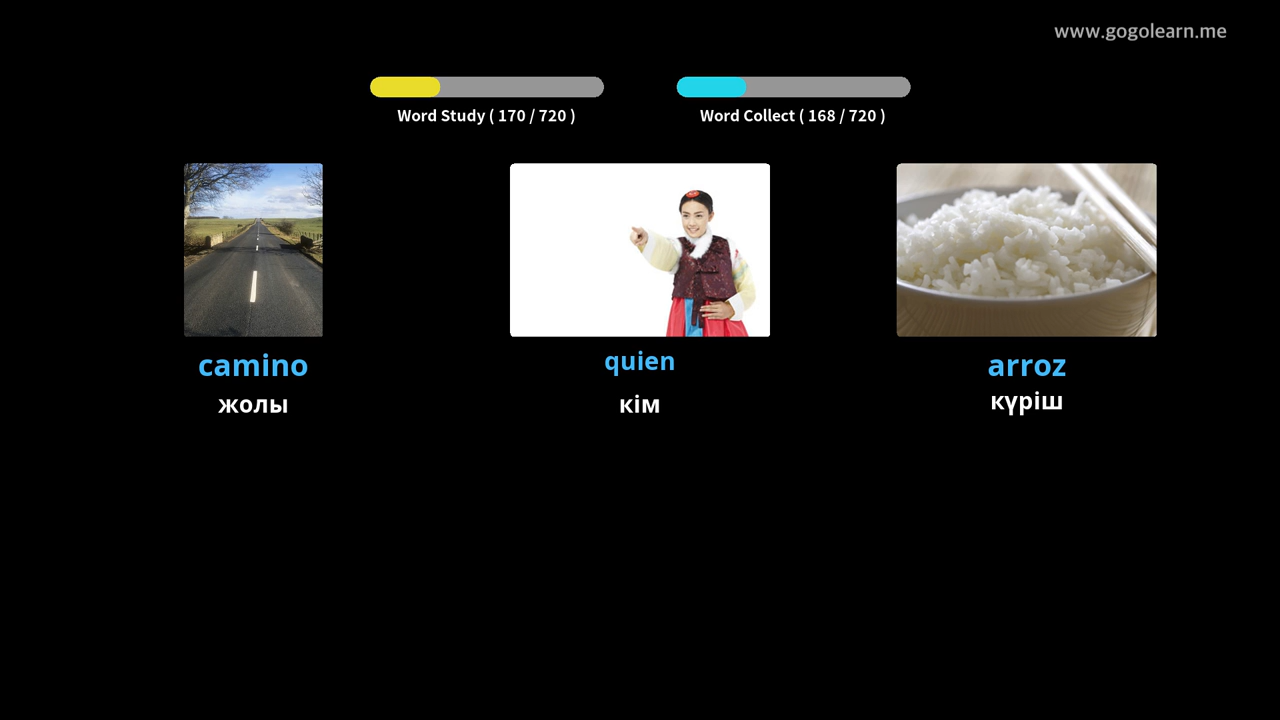 www.gogolearn.me
Word Study ( 170 / 720 )
Word Collect ( 168 / 720 )
camino
quien
arroz
жолы
кім
күріш